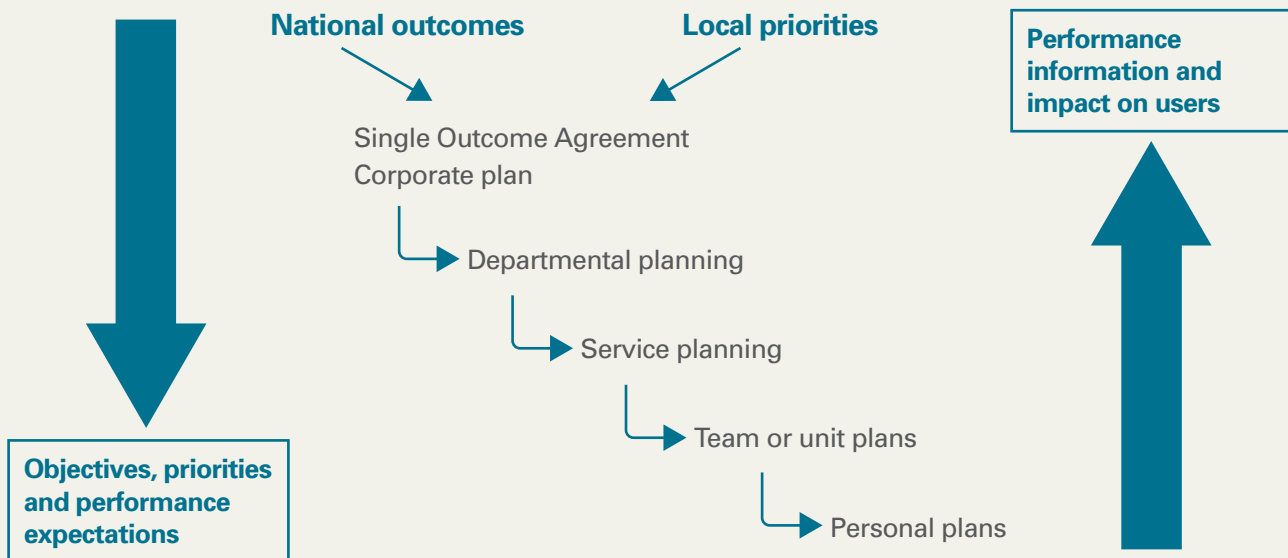 National outcomes
Local priorities
Performance
information and
impact on users
Single Outcome Agreement
Corporate plan
Departmental planning
Service planning
Team or unit plans
Objectives, priorities
and performance
expectations
Personal plans